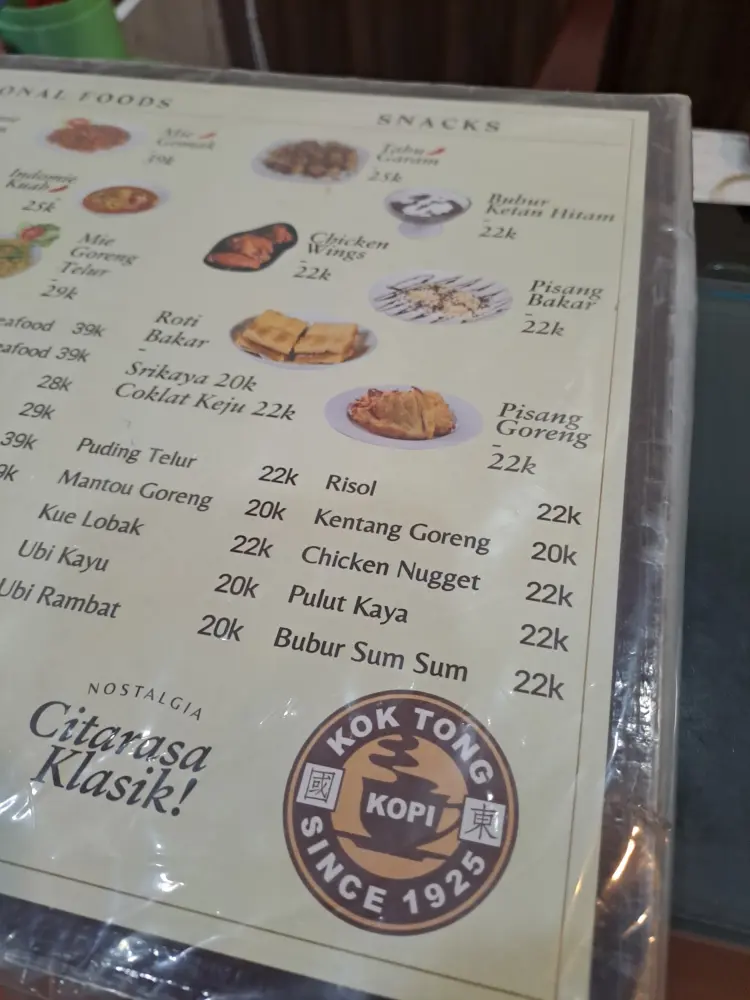 ONAL FOODS
Mie
Gomak
19k
Indomie
Kuah
25k
Mie
Goreng
Telur
-
29k
eafood 39k
eafood 39k
28k
29k
39k
9k
SNACKS
Tahu
Garam
25k
Bubur
Ketan Hitam
-
22k
Chicken
Wings
-
22k
Pisang
Bakar
-
22k
Roti
Bakar
-
Srikaya 20k
Coklat Keju 22k
Pisang
Goreng
-
22k
Puding Telur 22k
Mantou Goreng 20k
Kue Lobak 22k
Ubi Kayu 20k
Ubi Rambat 20k
Risol 22k
Kentang Goreng 20k
Chicken Nugget 22k
Pulut Kaya 22k
Bubur Sum Sum 22k
NOSTALGIA
Citarasa
Klasik!
KOK TONG
國 KOPI 東
SINCE 1925